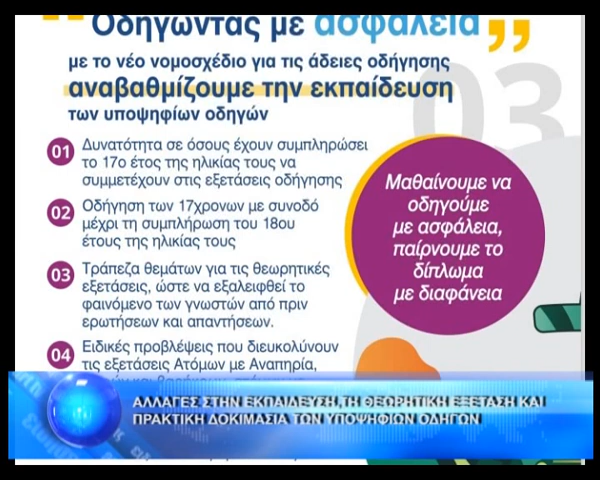 "Οδηγώντας με ασφάλεια"
με το νέο νομοσχέδιο για τις άδειες οδήγησης
αναβαθμίζουμε την εκπαίδευση
των υποψηφίων οδηγών
03
01 Δυνατότητα σε όσους έχουν συμπληρώσει
το 17ο έτος της ηλικίας τους να
συμμετέχουν στις εξετάσεις οδήγησης
02 Οδήγηση των 17χρονων με συνοδό
μέχρι τη συμπλήρωση του 18ου
έτους της ηλικίας τους
03 Τράπεζα θεμάτων για τις θεωρητικές
εξετάσεις, ώστε να εξαλειφθεί το
φαινόμενο των γνωστών από πριν
ερωτήσεων και απαντήσεων.
04 Ειδικές προβλέψεις που διευκολύνουν
τις εξετάσεις Ατόμων με Αναπηρία,
Μαθαίνουμε να
οδηγούμε
με ασφάλεια,
παίρνουμε το
δίπλωμα
με διαφάνεια
ΑΛΛΑΓΕΣ ΣΤΗΝ ΕΚΠΑΙΔΕΥΣΗ,ΤΗ ΘΕΩΡΗΤΙΚΗ ΕΞΕΤΑΣΗ ΚΑΙ
ΠΡΑΚΤΙΚΗ ΔΟΚΙΜΑΣΙΑ ΤΩΝ ΥΠΟΨΗΦΙΩΝ ΟΔΗΓΩΝ